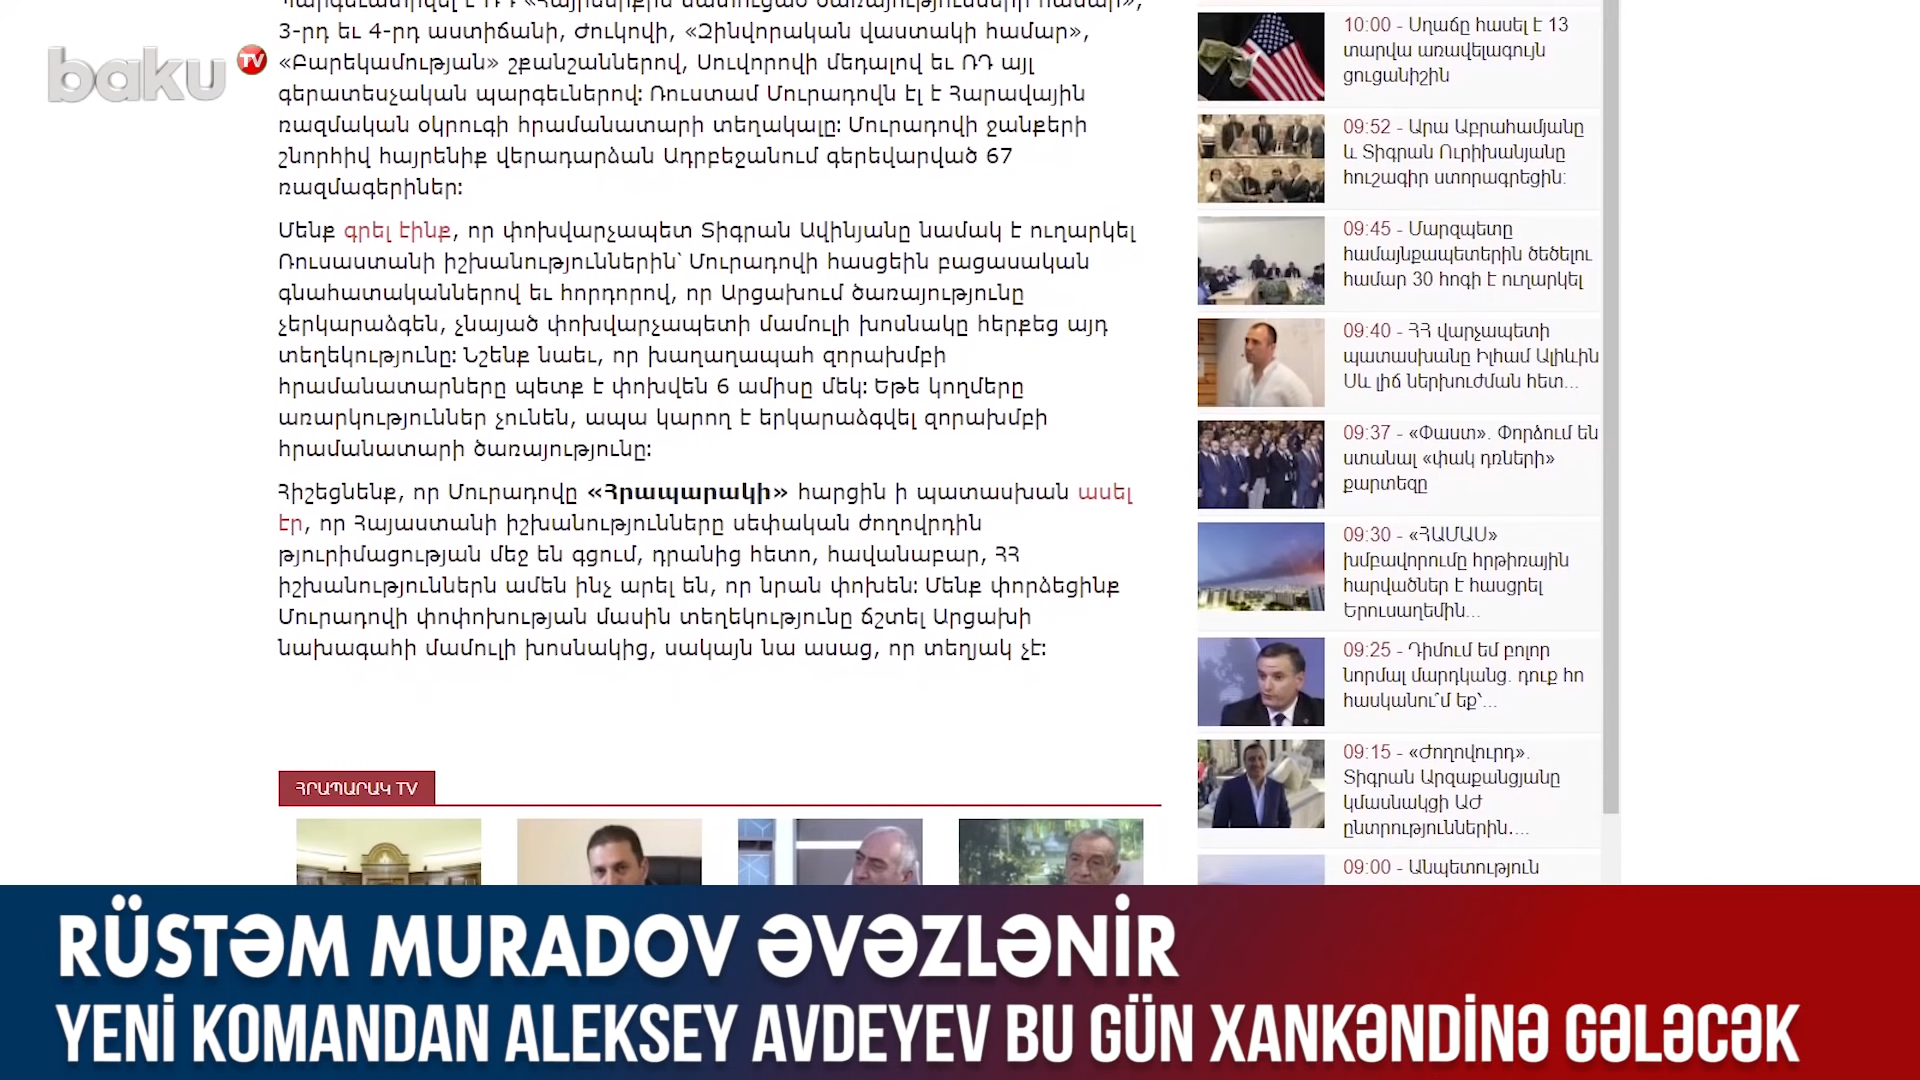 Պարգեւատրվել է ՌԴ «Հայրենիքին մատուցած ծառայությունների համար»,
3-րդ եւ 4-րդ աստիճանի, Ժուկովի, «Զինվորական վաստակի համար»,
«Բարեկամության» շքանշաններով, Սուվորովի մեդալով եւ ՌԴ այլ
գերատեսչական պարգեւներով: Ռուստամ Մուրադովն էլ է Հարավային
ռազմական օկրուգի հրամանատարի տեղակալը: Մուրադովի ջանքերի
շնորհիվ հայրենիք վերադարձան Ադրբեջանում գերեվարված 67
ռազմագերիներ:
Մենք գրել էինք, որ փոխվարչապետ Տիգրան Ավինյանը նամակ է ուղարկել
Ռուսաստանի իշխանություններին՝ Մուրադովի հասցեին բացասական
գնահատականներով եւ հորդորով, որ Արցախում ծառայությունը
չերկարաձգեն, չնայած փոխվարչապետի մամուլի խոսնակը հերքեց այդ
տեղեկությունը: Նշենք նաեւ, որ խաղաղապահ զորախմբի
հրամանատարները պետք է փոխվեն 6 ամիսը մեկ: Եթե կողմերը
առարկություններ չունեն, ապա կարող է երկարաձգվել զորախմբի
հրամանատարի ծառայությունը:
Հիշեցնենք, որ Մուրադովը «Հրապարակի» հարցին ի պատասխան ասել
էր, որ Հայաստանի իշխանությունները սեփական ժողովրդին
թյուրիմացության մեջ են գցում, դրանից հետո, հավանաբար, ՀՀ
իշխանություններն ամեն ինչ արել են, որ նրան փոխեն: Մենք փորձեցինք
Մուրադովի փոփոխության մասին տեղեկությունը ճշտել Արցախի
նախագահի մամուլի խոսնակից, սակայն նա ասաց, որ տեղյակ չէ:
ՀՐԱՊԱՐԱԿ TV
10:00 - Սղաճը հասել է 13
տարվա առավելագույն
ցուցանիշին
09:52 - Արա Աբրահամյանը
և Տիգրան Ուրիխանյանը
հուշագիր ստորագրեցին:
09:45 - Մարզպետը
համայնքապետերին ծեծելու
համար 30 հոգի է ուղարկել
09:40 - ՀՀ վարչապետի
պատասխանը Իլհամ Ալիևին
Սև լիճ ներխուժման հետ...
09:37 - «Փաստ». Փորձում են
ստանալ «փակ դռների»
քարտեզը
09:30 - «ՀԱՄԱՍ»
խմբավորումը հրթիռային
հարվածներ է հասցրել
Երուսաղեմին...
09:25 - Դիմում եմ բոլոր
նորմալ մարդկանց. դուք հո
հասկանու՞մ եք՝...
09:15 - «Ժողովուրդ».
Տիգրան Արզաքանցյանը
կմասնակցի ԱԺ
ընտրություններին....
09:00 - Անպետություն
baku TV
RÜSTƏM MURADOV ƏVƏZLƏNİR
YENİ KOMANDAN ALEKSEY AVDEYEV BU GÜN XANKƏNDİNƏ GƏLƏCƏK